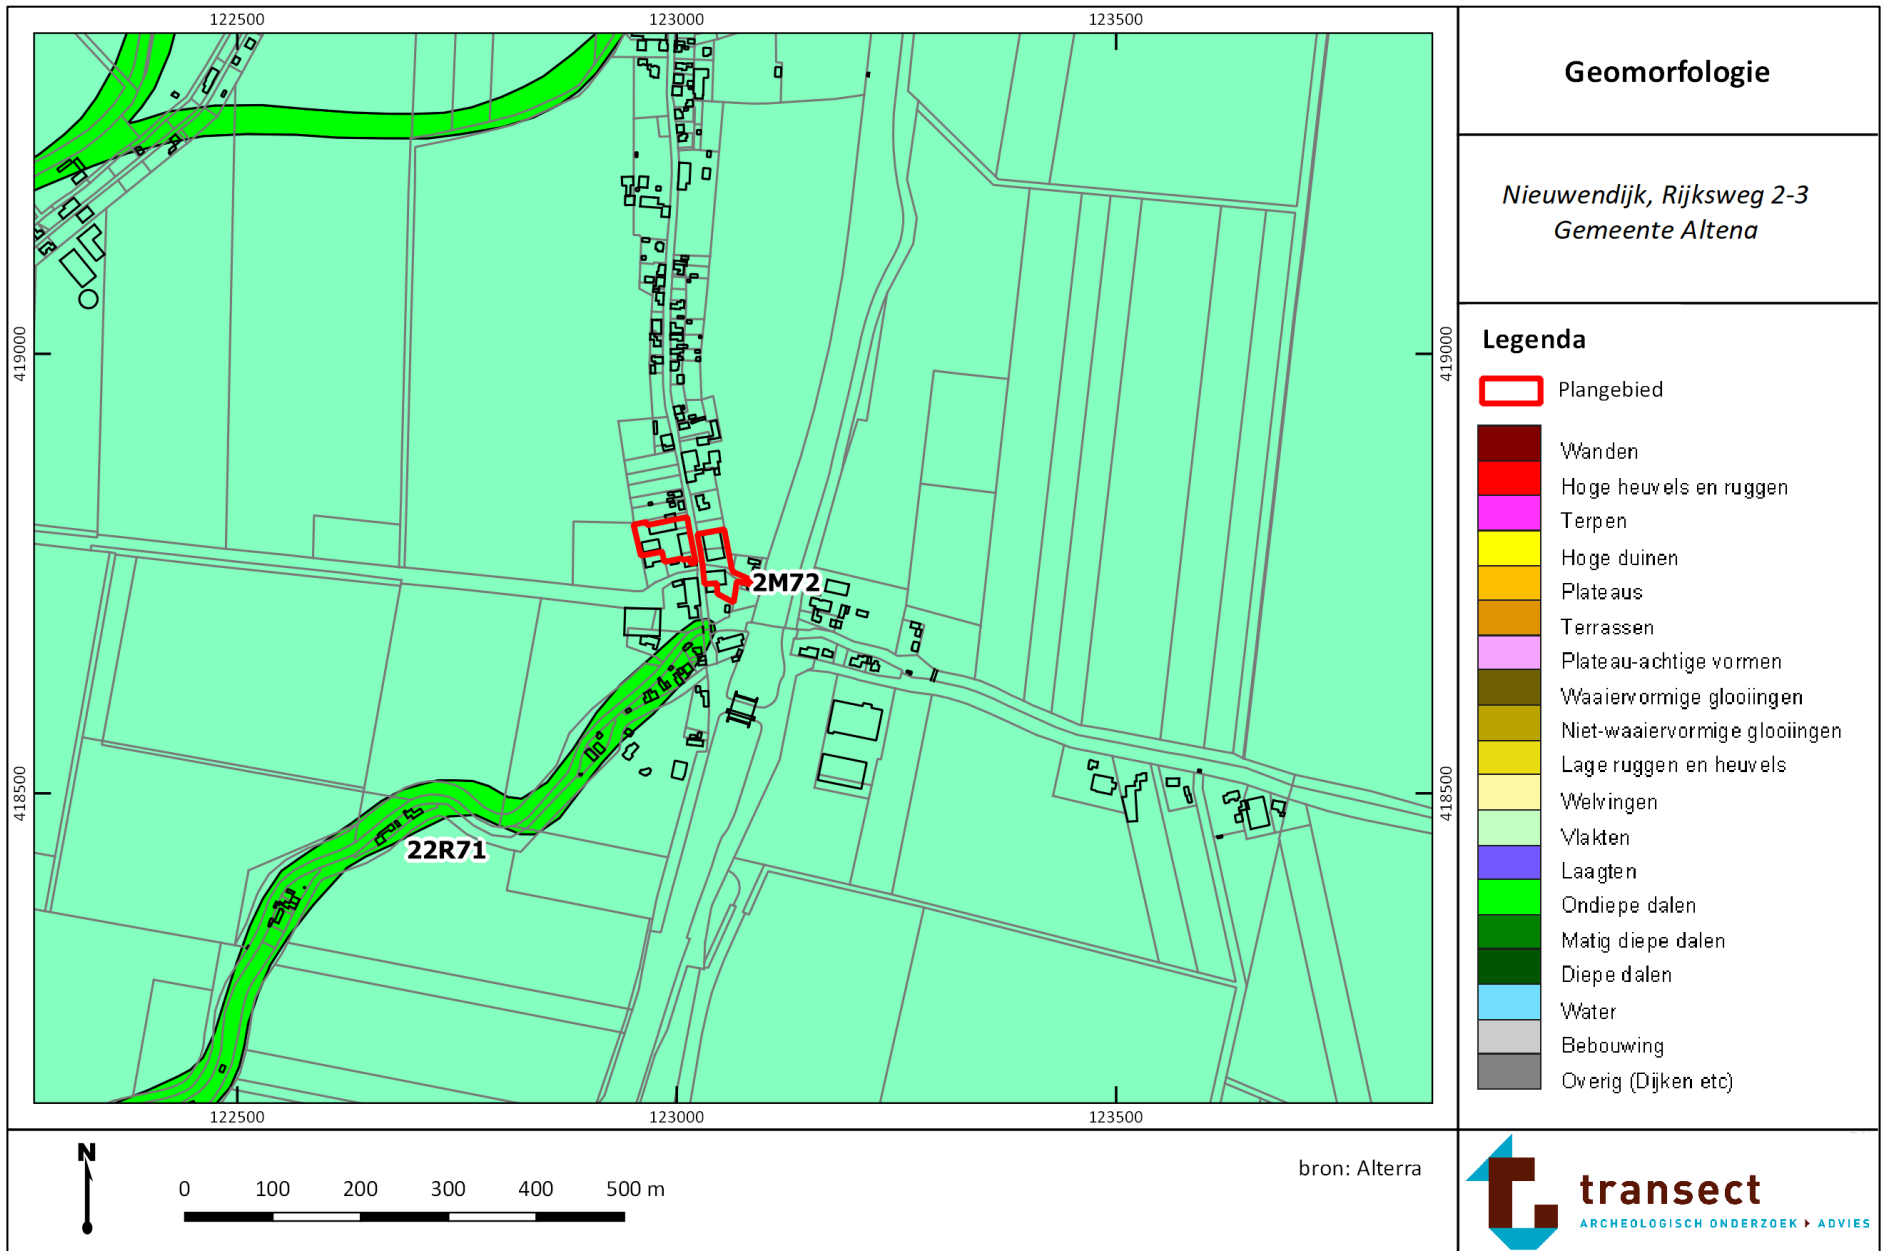 122500
123000
123500
419000
419000
418500
418500
2M72
22R71
122500
123000
123500
Geomorfologie
Nieuwendijk, Rijksweg 2-3
Gemeente Altena
Legenda
Plangebied
Wanden
Hoge heuvels en ruggen
Terpen
Hoge duinen
Plateaus
Terrassen
Plateau-achtige vormen
Waaiervormige glooiingen
Niet-waaiervormige glooiingen
Lage ruggen en heuvels
Welvingen
Vlakten
Laagten
Ondiepe dalen
Matig diepe dalen
Diepe dalen
Water
Bebouwing
Overig (Dijken etc)
N
0 100 200 300 400 500 m
bron: Alterra
transect
ARCHEOLOGISCH ONDERZOEK ▸ ADVIES